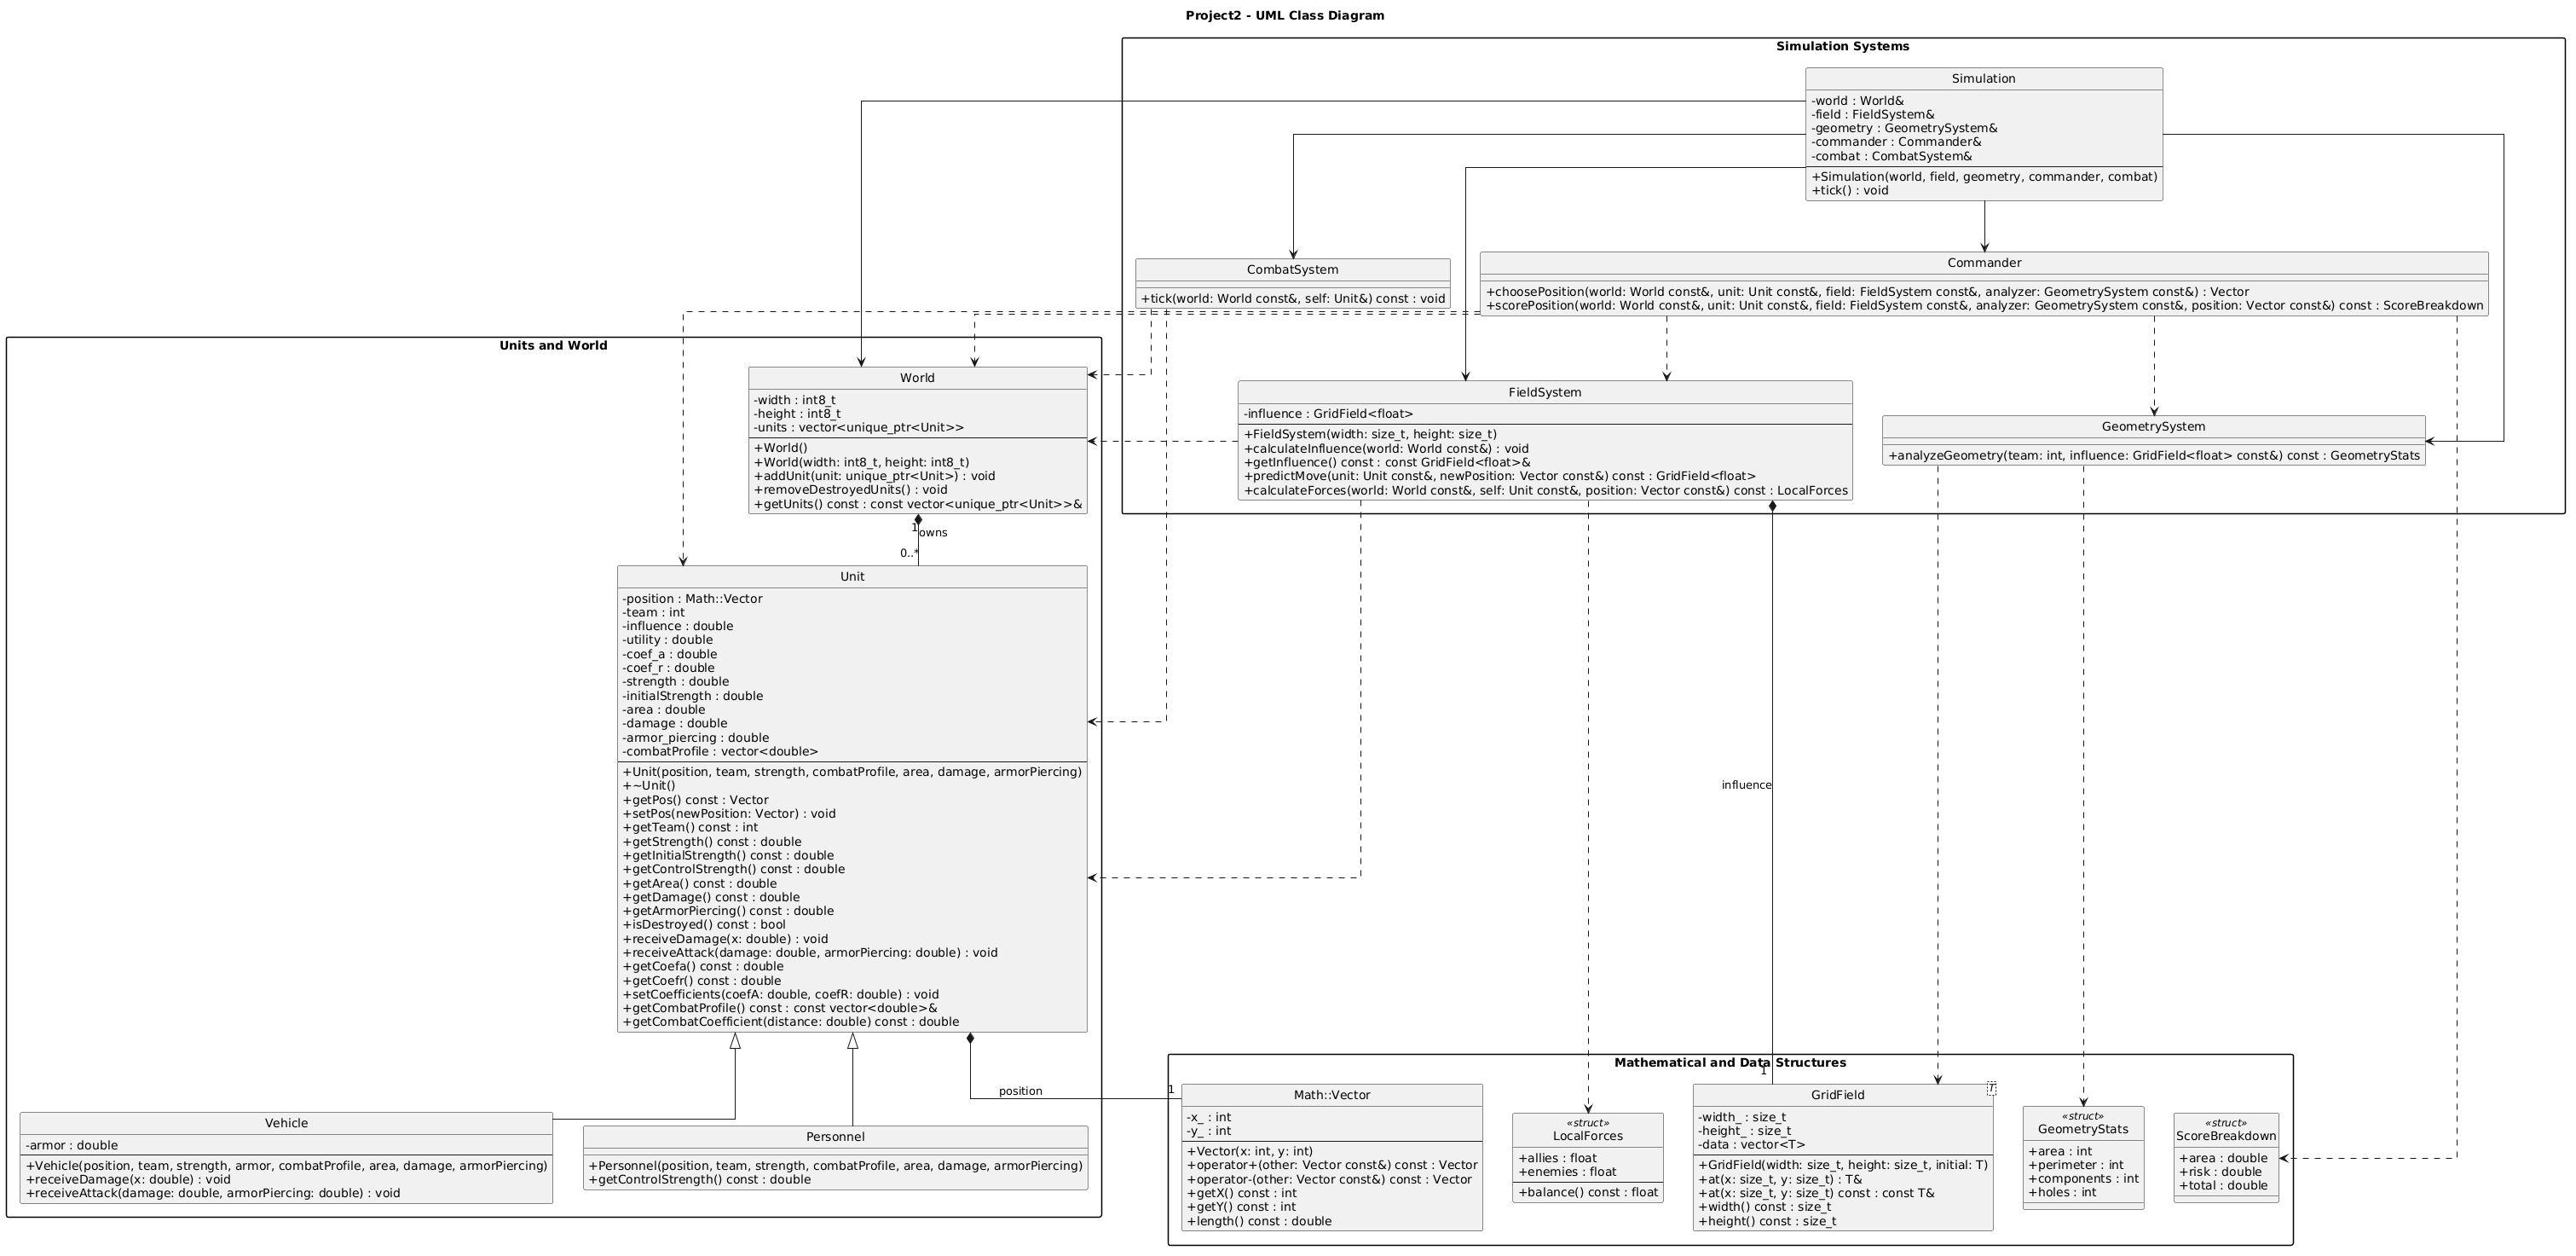 Project2 - UML Class Diagram
Simulation Systems
Simulation
-world : World&
-field : FieldSystem&
-geometry : GeometrySystem&
-commander : Commander&
-combat : CombatSystem&
+Simulation(world, field, geometry, commander, combat)
+tick() : void
CombatSystem
+tick(world: World const&, self: Unit&) const : void
Commander
+choosePosition(world: World const&, unit: Unit const&, field: FieldSystem const&, analyzer: GeometrySystem const&) : Vector
+scorePosition(world: World const&, unit: Unit const&, field: FieldSystem const&, analyzer: GeometrySystem const&, position: Vector const&) const : ScoreBreakdown
FieldSystem
-influence : GridField<float>
+FieldSystem(width: size_t, height: size_t)
+calculateInfluence(world: World const&) : void
+getInfluence() const : const GridField<float>&
+predictMove(unit: Unit const&, newPosition: Vector const&) const : GridField<float>
+calculateForces(world: World const&, self: Unit const&, position: Vector const&) const : LocalForces
GeometrySystem
+analyzeGeometry(team: int, influence: GridField<float> const&) const : GeometryStats
Units and World
World
-width : int8_t
-height : int8_t
-units : vector<unique_ptr<Unit>>
+World()
+World(width: int8_t, height: int8_t)
+addUnit(unit: unique_ptr<Unit>) : void
+removeDestroyedUnits() : void
+getUnits() const : const vector<unique_ptr<Unit>>&
1
owns
0..*
Unit
-position : Math::Vector
-team : int
-influence : double
-utility : double
-coef_a : double
-coef_r : double
-strength : double
-initialStrength : double
-area : double
-damage : double
-armor_piercing : double
-combatProfile : vector<double>
+Unit(position, team, strength, combatProfile, area, damage, armorPiercing)
+~Unit()
+getPos() const : Vector
+setPos(newPosition: Vector) : void
+getTeam() const : int
+getStrength() const : double
+getInitialStrength() const : double
+getControlStrength() const : double
+getArea() const : double
+getDamage() const : double
+getArmorPiercing() const : double
+isDestroyed() const : bool
+receiveDamage(x: double) : void
+receiveAttack(damage: double, armorPiercing: double) : void
+getCoefa() const : double
+getCoefr() const : double
+setCoefficients(coefA: double, coefR: double) : void
+getCombatProfile() const : const vector<double>&
+getCombatCoefficient(distance: double) const : double
position
1
influence
1
Vehicle
-armor : double
+Vehicle(position, team, strength, armor, combatProfile, area, damage, armorPiercing)
+receiveDamage(x: double) : void
+receiveAttack(damage: double, armorPiercing: double) : void
Personnel
+Personnel(position, team, strength, combatProfile, area, damage, armorPiercing)
+getControlStrength() const : double
Mathematical and Data Structures
Math::Vector
-x_ : int
-y_ : int
+Vector(x: int, y: int)
+operator+(other: Vector const&) const : Vector
+operator-(other: Vector const&) const : Vector
+getX() const : int
+getY() const : int
+length() const : double
«struct»
LocalForces
+allies : float
+enemies : float
+balance() const : float
GridField
T
-width_ : size_t
-height_ : size_t
-data : vector<T>
+GridField(width: size_t, height: size_t, initial: T)
+at(x: size_t, y: size_t) : T&
+at(x: size_t, y: size_t) const : const T&
+width() const : size_t
+height() const : size_t
«struct»
GeometryStats
+area : int
+perimeter : int
+components : int
+holes : int
«struct»
ScoreBreakdown
+area : double
+risk : double
+total : double